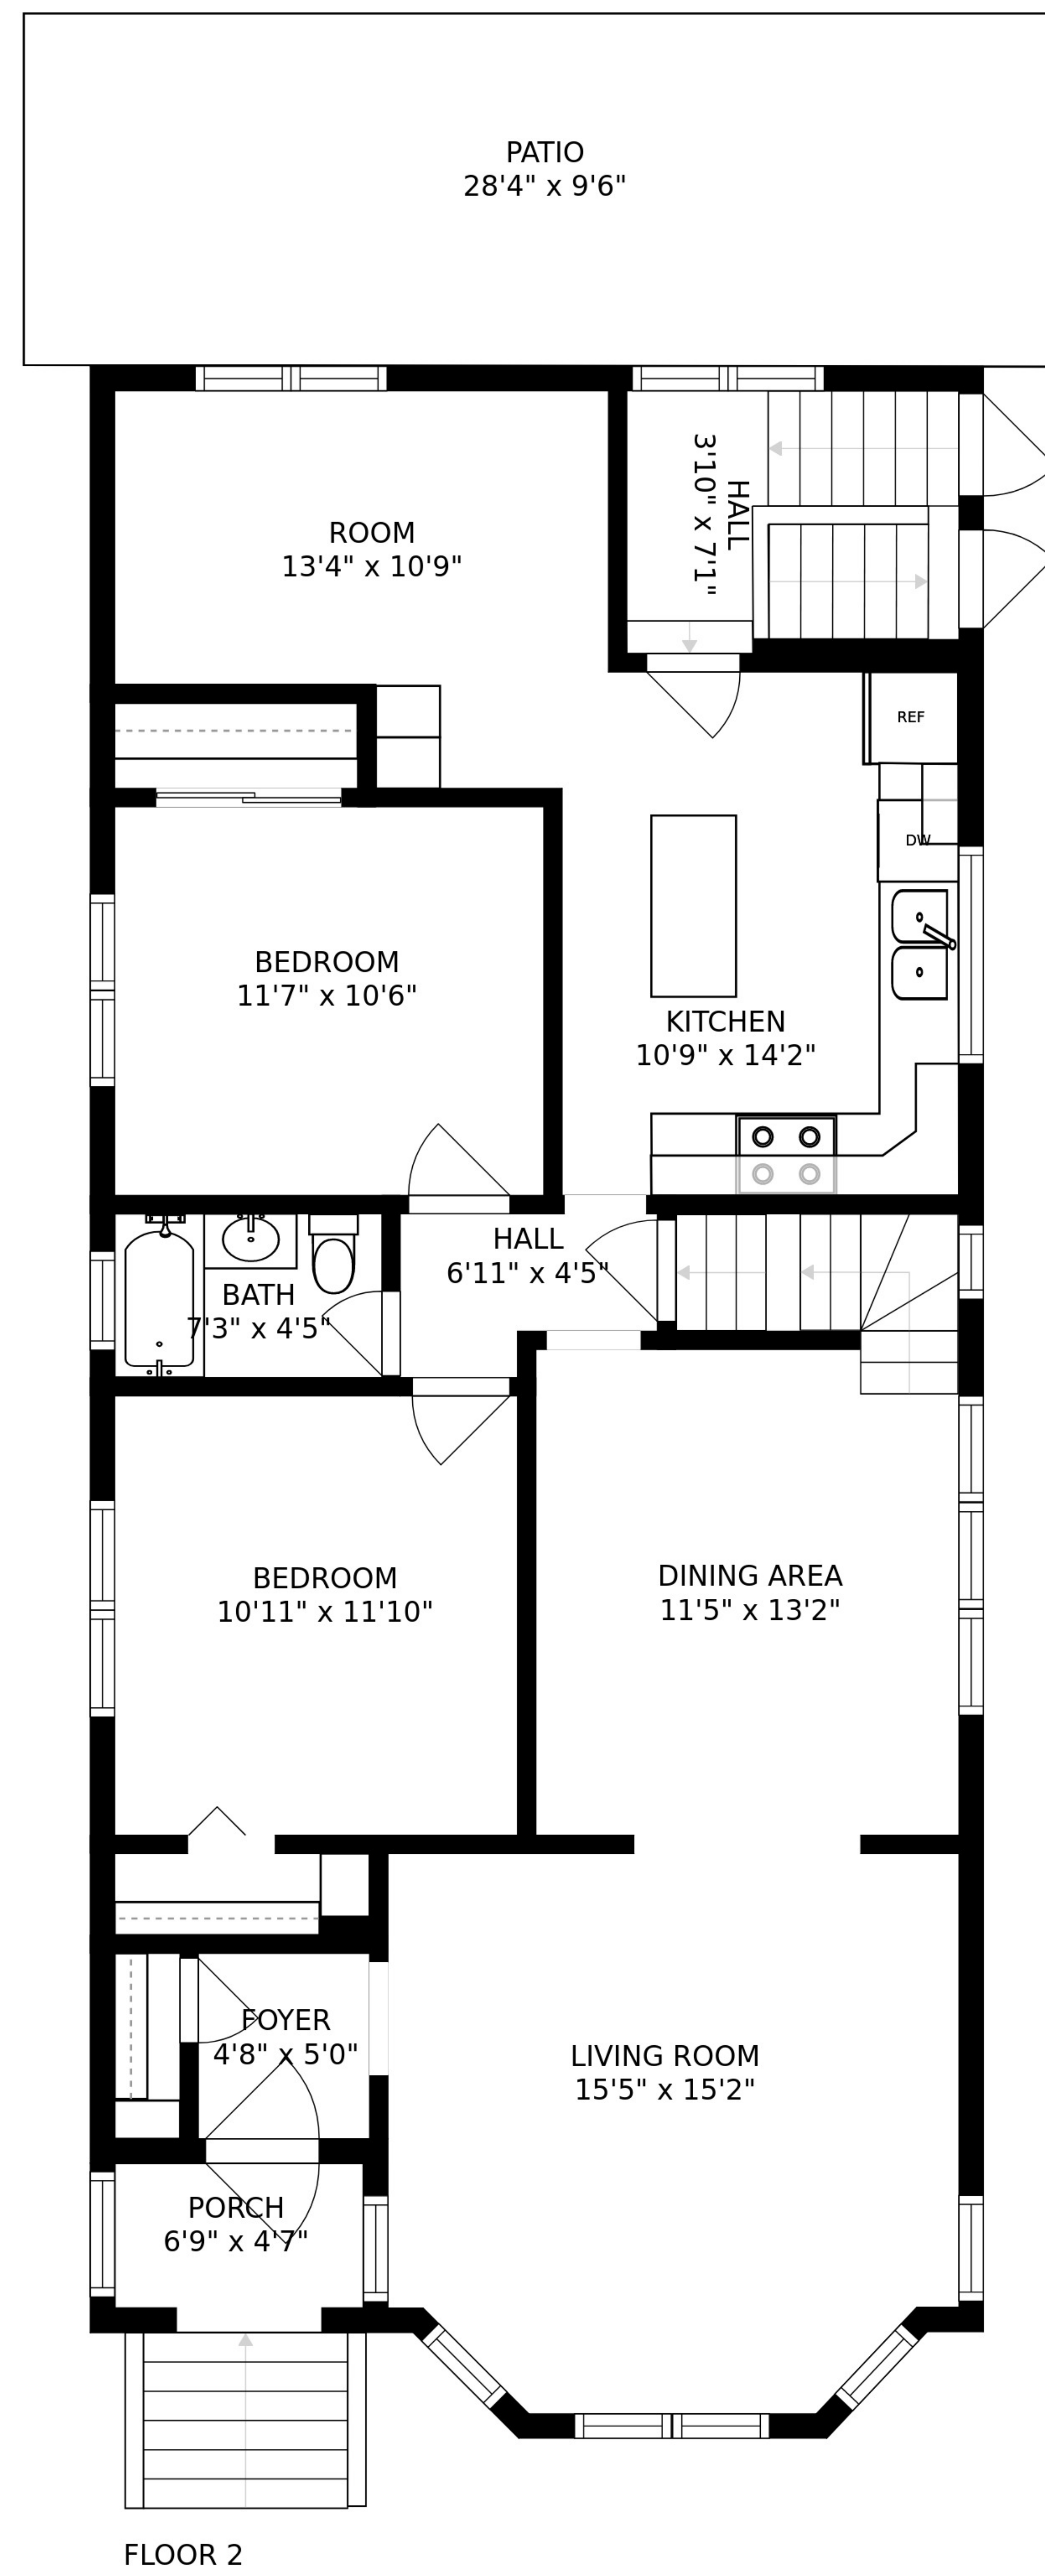 PATIO
28'4" x 9'6"
HALL
3'10" x 7'1"
ROOM
13'4" x 10'9"
REF
DW
BEDROOM
11'7" x 10'6"
KITCHEN
10'9" x 14'2"
HALL
6'11" x 4'5"
BATH
7'3" x 4'5"
BEDROOM
10'11" x 11'10"
DINING AREA
11'5" x 13'2"
FOYER
4'8" x 5'0"
LIVING ROOM
15'5" x 15'2"
PORCH
6'9" x 4'7"
FLOOR 2